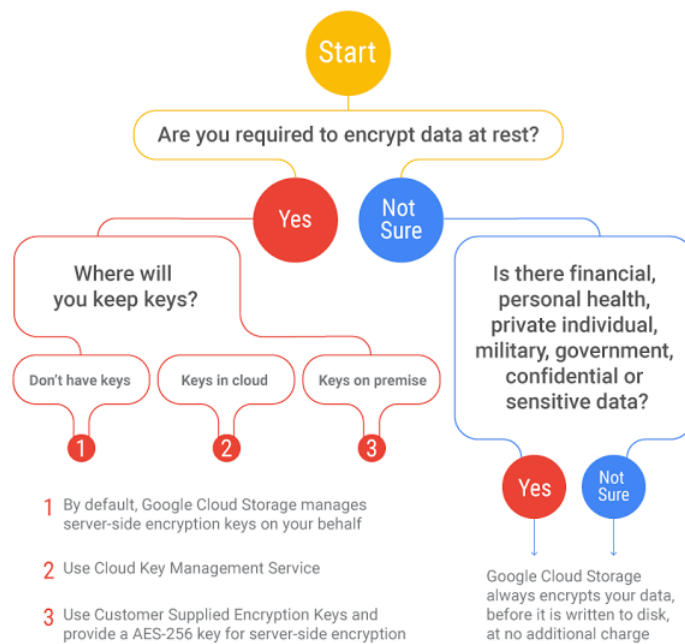 Start
Are you required to encrypt data at rest?
Yes
Not
Sure
Where will
you keep keys?
Don't have keys
Keys in cloud
Keys on premise
1
2
3
Is there financial,
personal health,
private individual,
military, government,
confidential or
sensitive data?
Yes
Not
Sure
1 By default, Google Cloud Storage manages
server-side encryption keys on your behalf
2 Use Cloud Key Management Service
3 Use Customer Supplied Encryption Keys and
provide a AES-256 key for server-side encryption
Google Cloud Storage
always encrypts your data,
before it is written to disk,
at no additional charge